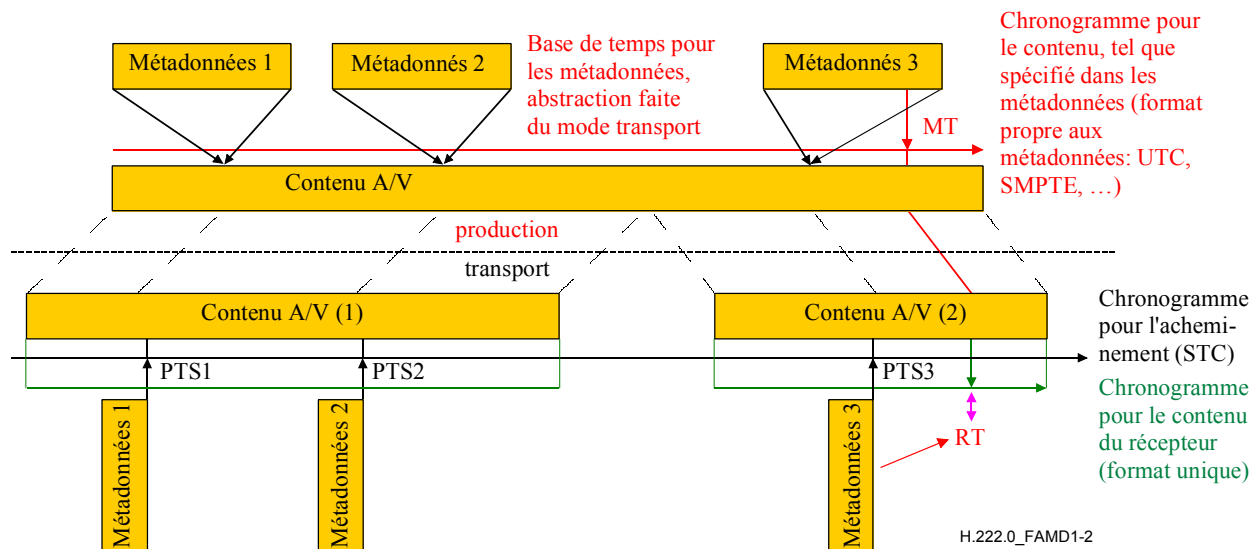 Métadonnées 1
Métadonnés 2
Base de temps pour
les métadonnées,
abstraction faite
du mode transport
Métadonnés 3
MT
Chronogramme pour
le contenu, tel que
spécifié dans les
métadonnées (format
propre aux
métadonnées: UTC,
SMPTE, …)
Contenu A/V
production
transport
Contenu A/V (1)
Contenu A/V (2)
Chronogramme
pour l'achemi-
nement (STC)
PTS1
PTS2
PTS3
Métadonnées 1
Métadonnées 2
Métadonnées 3
RT
Chronogramme
pour le contenu
du récepteur
(format unique)
H.222.0_FAMD1-2